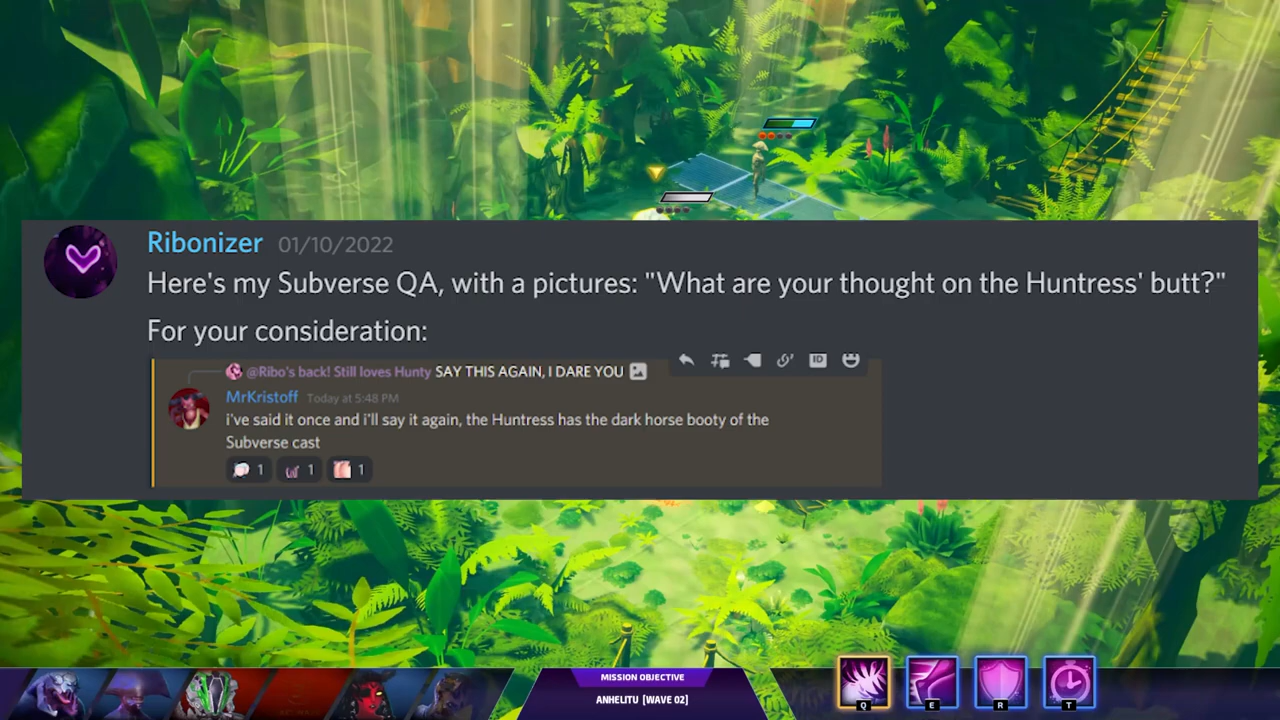 Ribonizer 01/10/2022
Here's my Subverse QA, with a pictures: "What are your thought on the Huntress' butt?"
For your consideration:
@Ribo's back! Still loves Hunty SAY THIS AGAIN, I DARE YOU
ID
MrKristoff Today at 5:48 PM
i've said it once and i'll say it again, the Huntress has the dark horse booty of the
Subverse cast
1 1 1
MISSION OBJECTIVE
ANHELITU [WAVE 02]
Q E R T